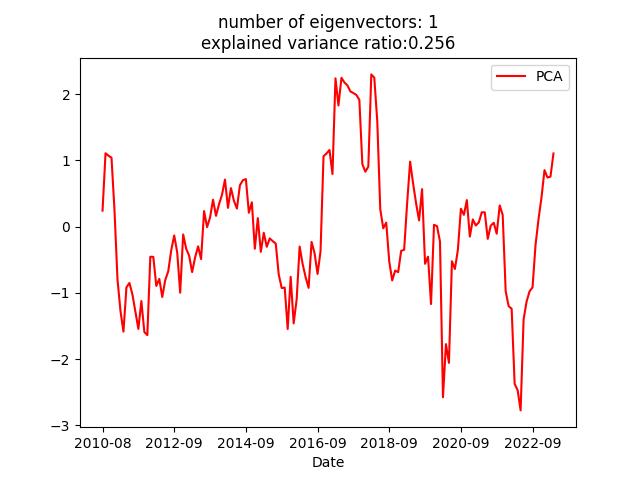 number of eigenvectors: 1
explained variance ratio:0.256
PCA
2
1
0
−1
−2
−3
2010-08 2012-09 2014-09 2016-09 2018-09 2020-09 2022-09
Date